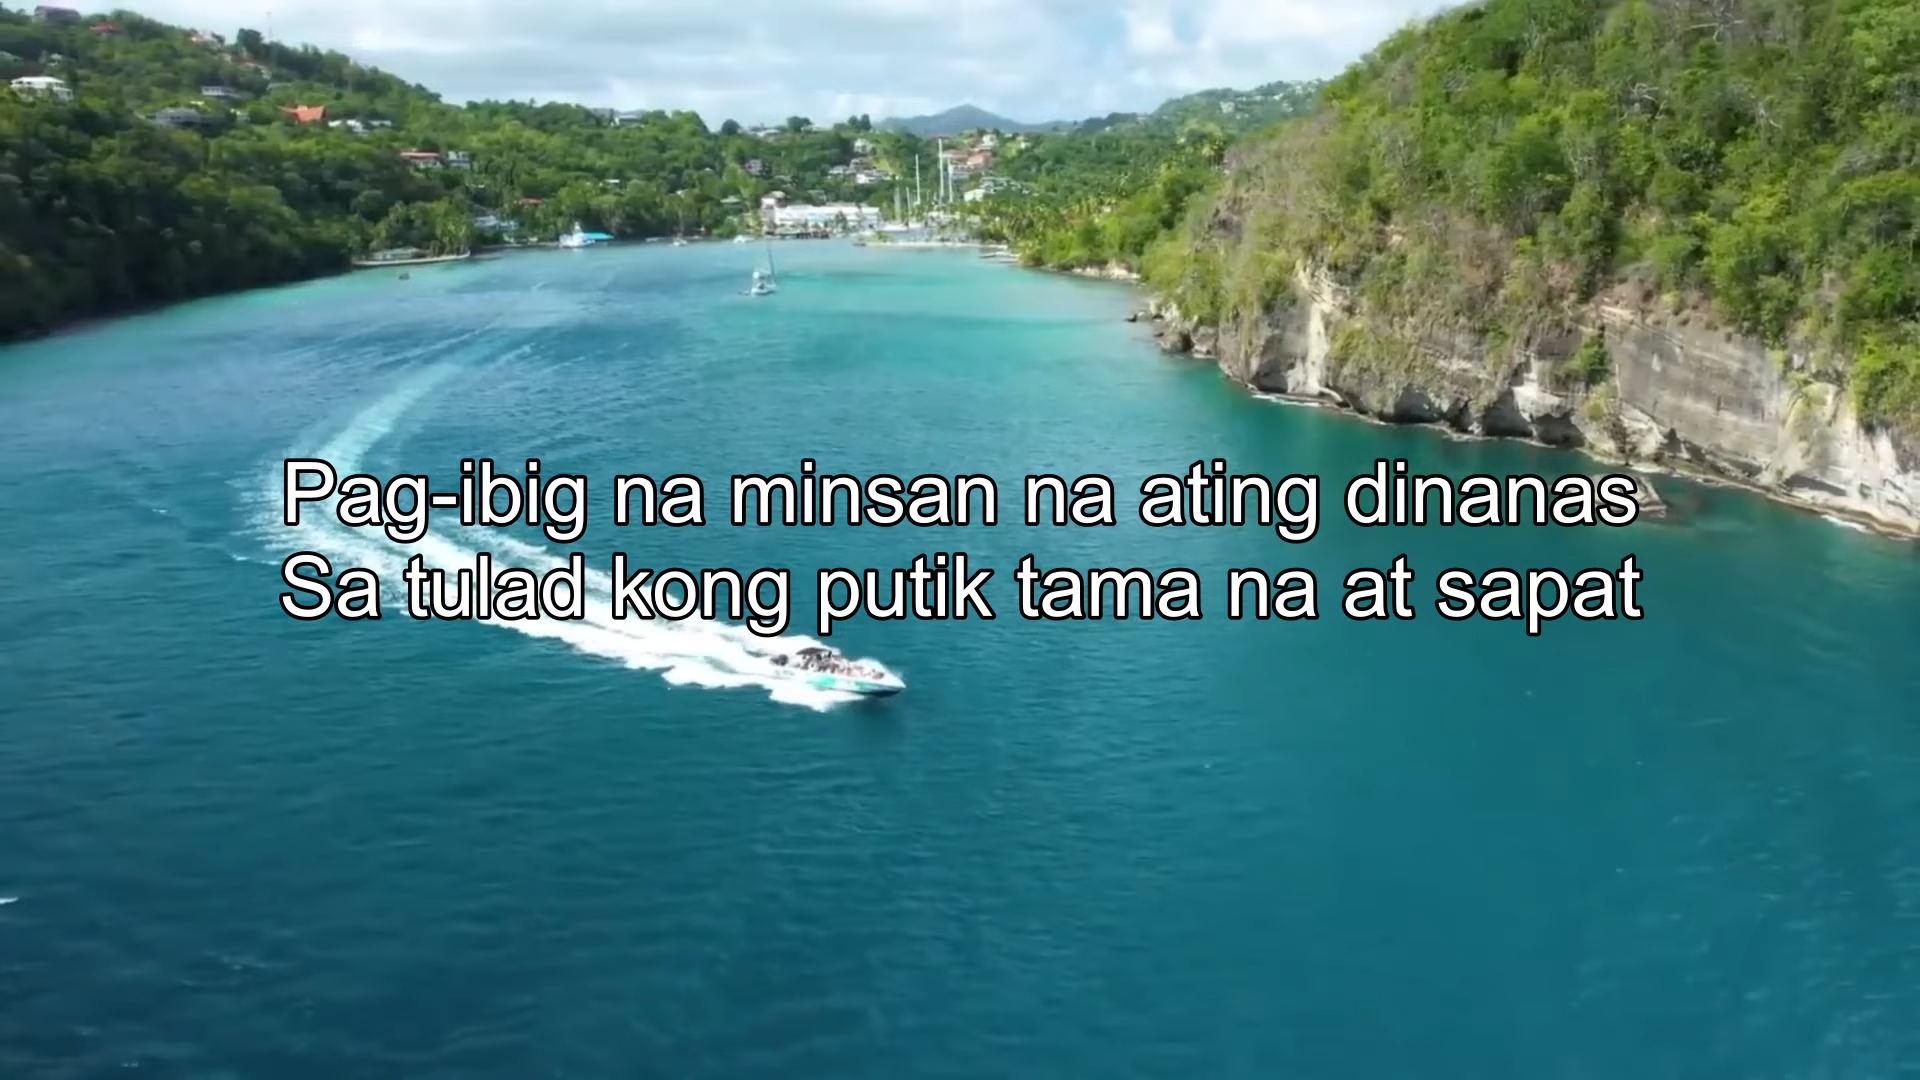 Pag-ibig na minsan na ating dinanas
Sa tulad kong putik tama na at sapat